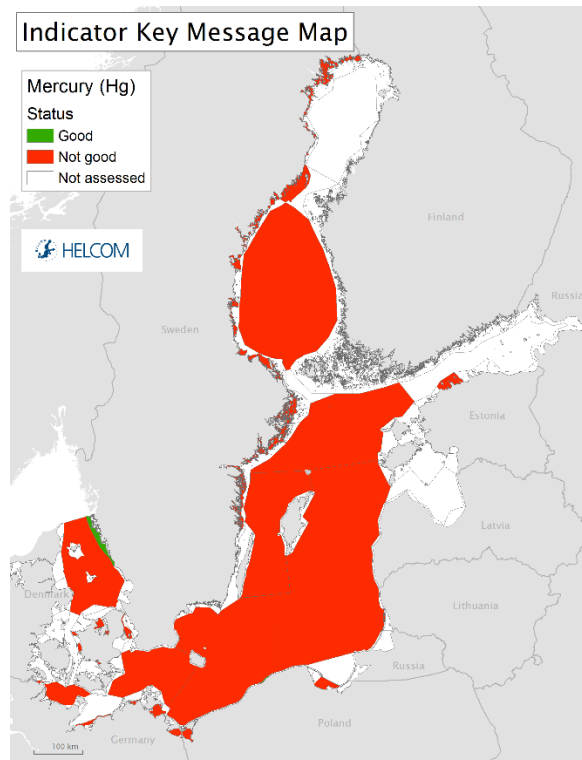 Indicator Key Message Map
Mercury (Hg)
Status
Good
Not good
Not assessed
HELCOM
Finland
Russia
Sweden
Estonia
Latvia
Denmark
Lithuania
Russia
Poland
Germany
100 km